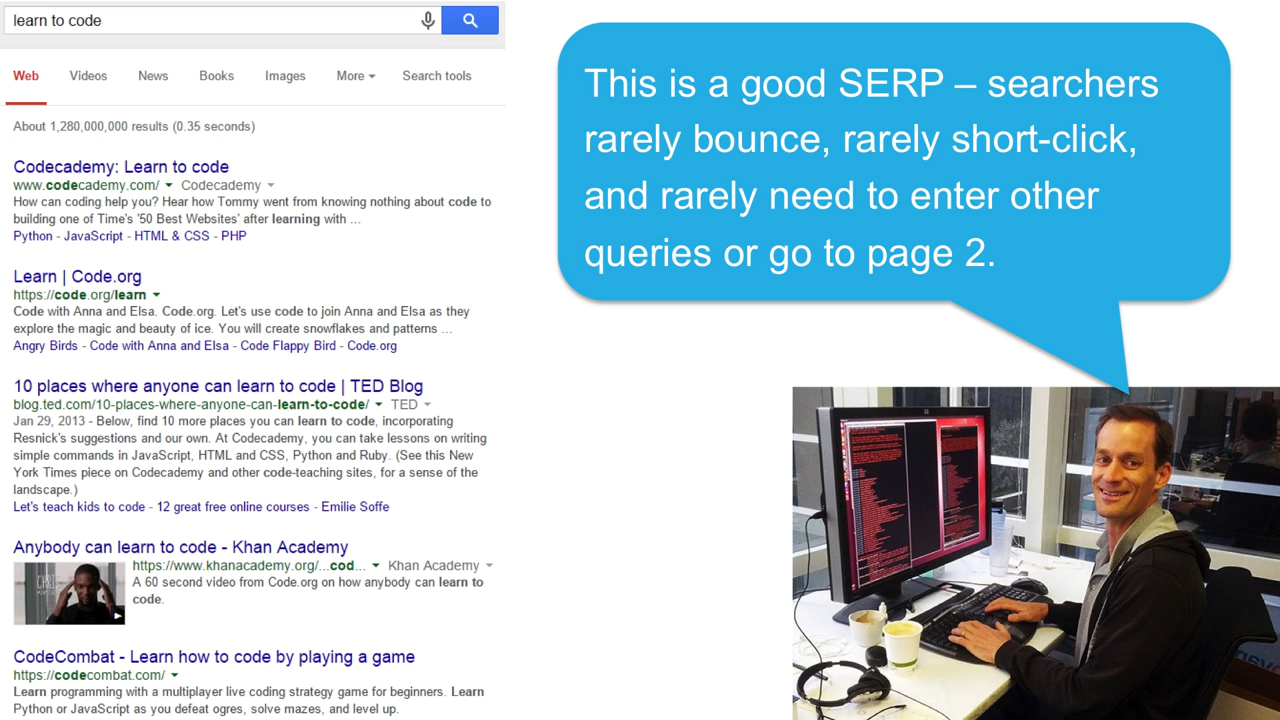 learn to code
Web Videos News Books Images More Search tools
About 1,280,000,000 results (0.35 seconds)
Codecademy: Learn to code
www.codecademy.com/ Codecademy
How can coding help you? Hear how Tommy went from knowing nothing about code to
building one of Time's '50 Best Websites' after learning with ...
Python - JavaScript - HTML & CSS - PHP
Learn | Code.org
https://code.org/learn
Code with Anna and Elsa. Code.org. Let's use code to join Anna and Elsa as they
explore the magic and beauty of ice. You will create snowflakes and patterns ...
Angry Birds - Code with Anna and Elsa - Code Flappy Bird - Code.org
10 places where anyone can learn to code | TED Blog
blog.ted.com/10-places-where-anyone-can-learn-to-code/ TED
Jan 29, 2013 - Below, find 10 more places you can learn to code, incorporating
Resnick's suggestions and our own. At Codecademy, you can take lessons on writing
simple commands in JavaScript, HTML and CSS, Python and Ruby. (See this New
York Times piece on Codecademy and other code-teaching sites, for a sense of the
landscape.)
Let's teach kids to code - 12 great free online courses - Emilie Soffe
Anybody can learn to code - Khan Academy
https://www.khanacademy.org/...cod... Khan Academy
A 60 second video from Code.org on how anybody can learn to
code.
CodeCombat - Learn how to code by playing a game
https://codecombat.com/
Learn programming with a multiplayer live coding strategy game for beginners. Learn
Python or JavaScript as you defeat ogres, solve mazes, and level up.
This is a good SERP – searchers
rarely bounce, rarely short-click,
and rarely need to enter other
queries or go to page 2.